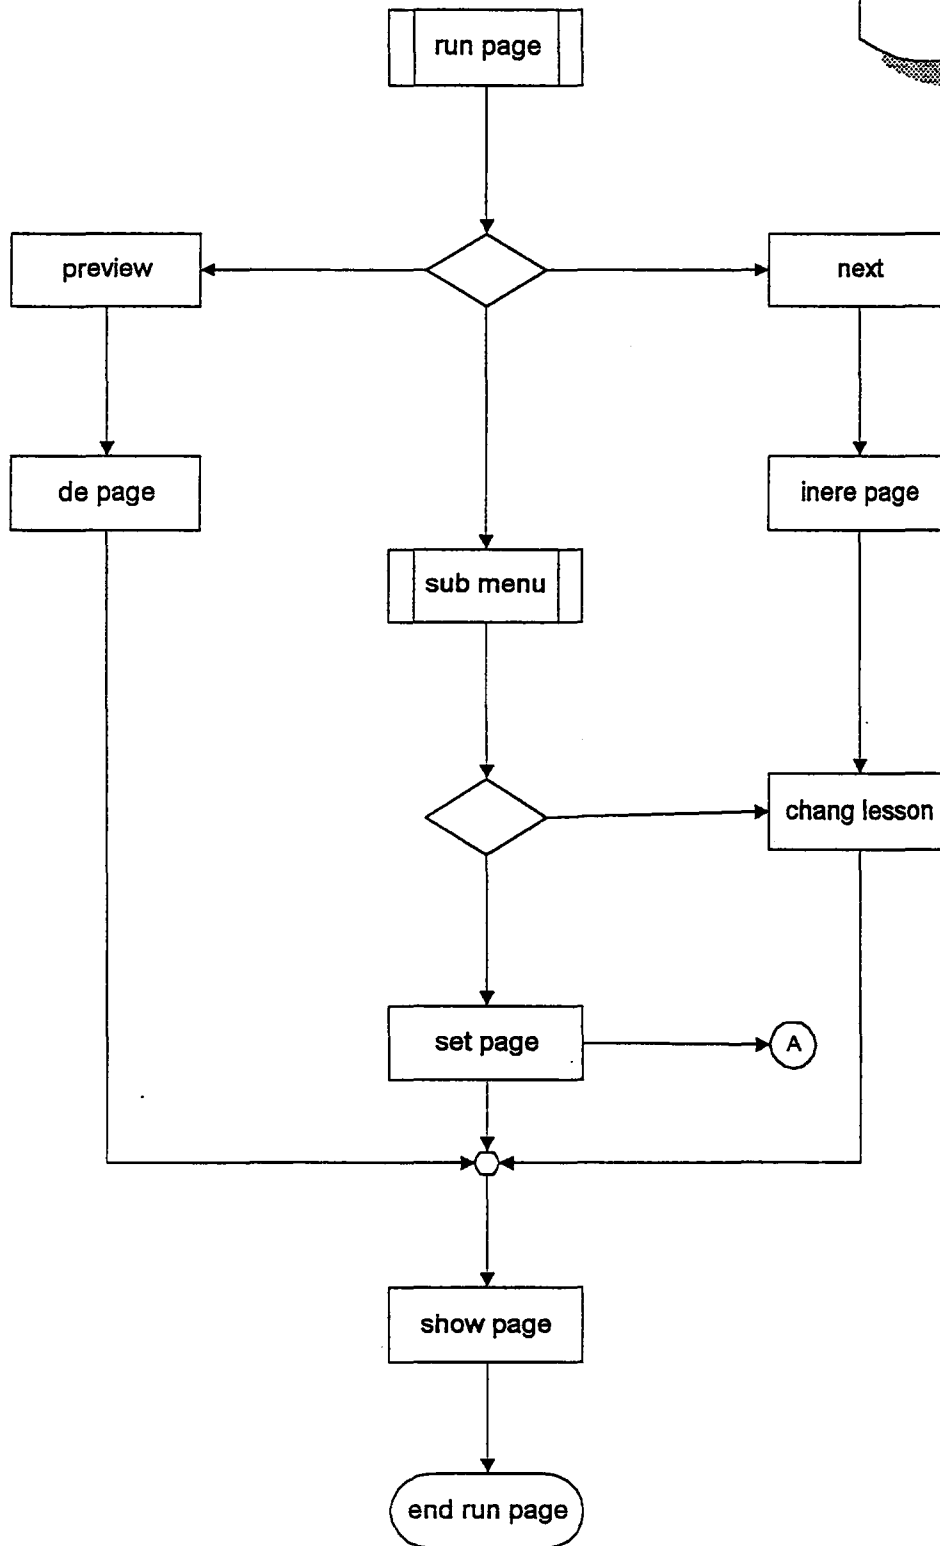 run page
preview
next
de page
inere page
sub menu
chang lesson
set page
A
show page
end run page